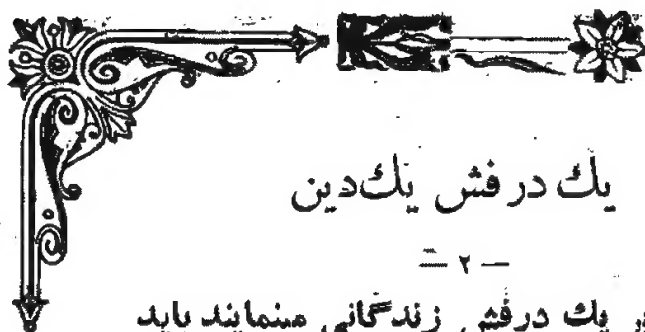 یك درفش یك دین
— ۲ —
یك درفش زندگانی مینمایند باید